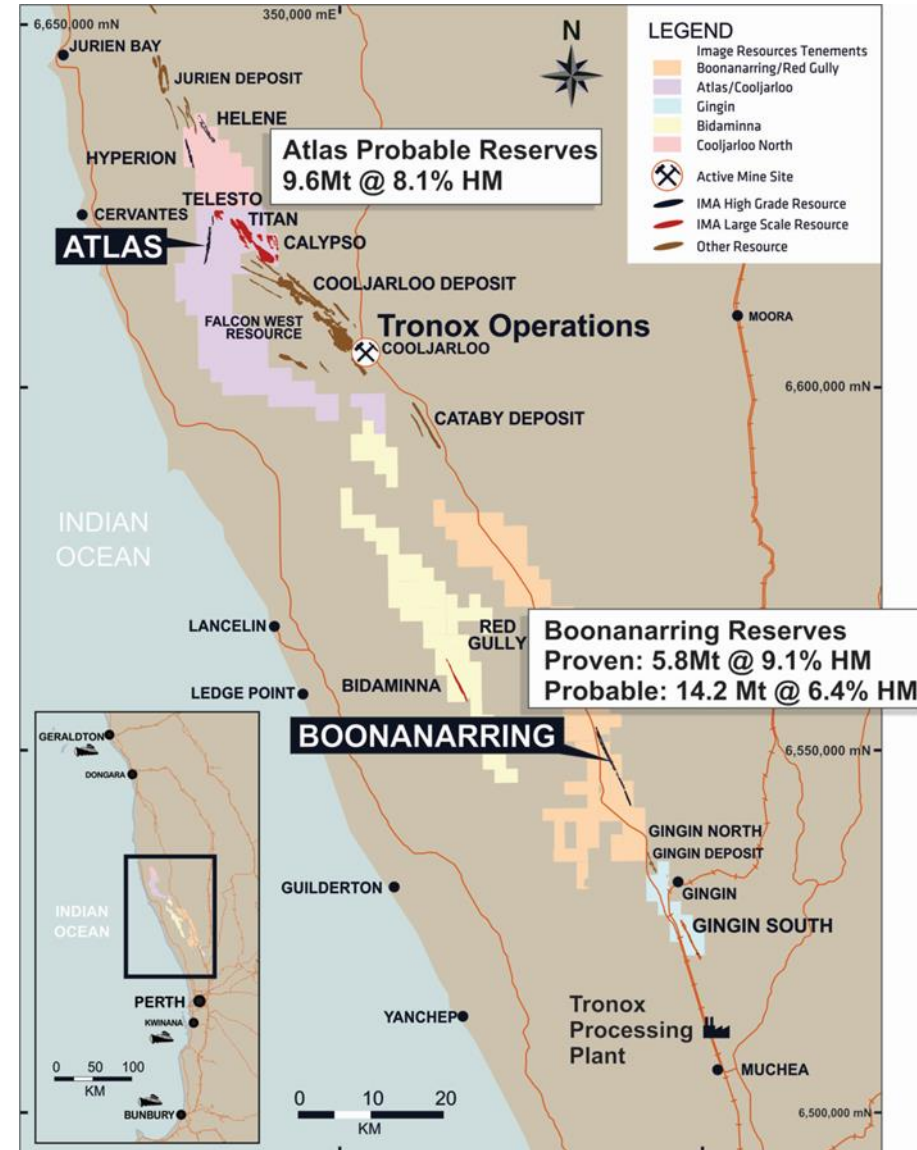 6,650,000 mN
350,000 mE
JURIEN BAY
JURIEN DEPOSIT
HELENE
HYPERION
N
LEGEND
Image Resources Tenements
Boonanarring/Red Gully
Atlas/Cooljarloo
Gingin
Bidaminna
Cooljarloo North
Active Mine Site
IMA High Grade Resource
IMA Large Scale Resource
Other Resource
Atlas Probable Reserves
9.6Mt @ 8.1% HM
TELESTO
CERVANTES
TITAN
ATLAS
CALYPSO
COOLJARLOO DEPOSIT
FALCON WEST
RESOURCE
Tronox Operations
COOLJARLOO
MOORA
6,600,000 mN
CATABY DEPOSIT
INDIAN
OCEAN
LANCELIN
RED
GULLY
LEDGE POINT
BIDAMINNA
Boonanarring Reserves
Proven: 5.8Mt @ 9.1% HM
Probable: 14.2 Mt @ 6.4% HM
BOONANARRING
6,550,000 mN
GINGIN NORTH
GINGIN DEPOSIT
GINGIN
GUILDERTON
GINGIN SOUTH
YANCHEP
Tronox
Processing
Plant
MUCHEA
6,500,000 mN
0 10 20
KM
GERALDTON
DONGARA
INDIAN
OCEAN
PERTH
KWINANA
0 50 100
KM
BUNBURY